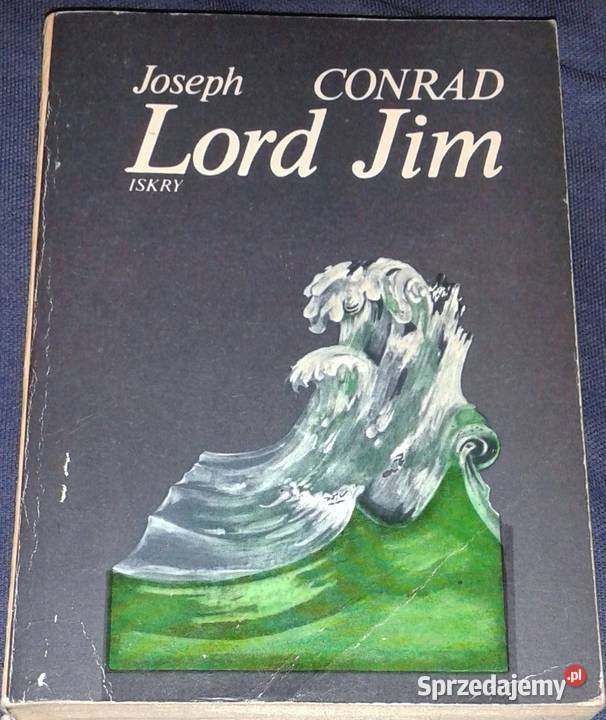 Joseph CONRAD
Lord Jim
ISKRY
Sprzedajemy.pl